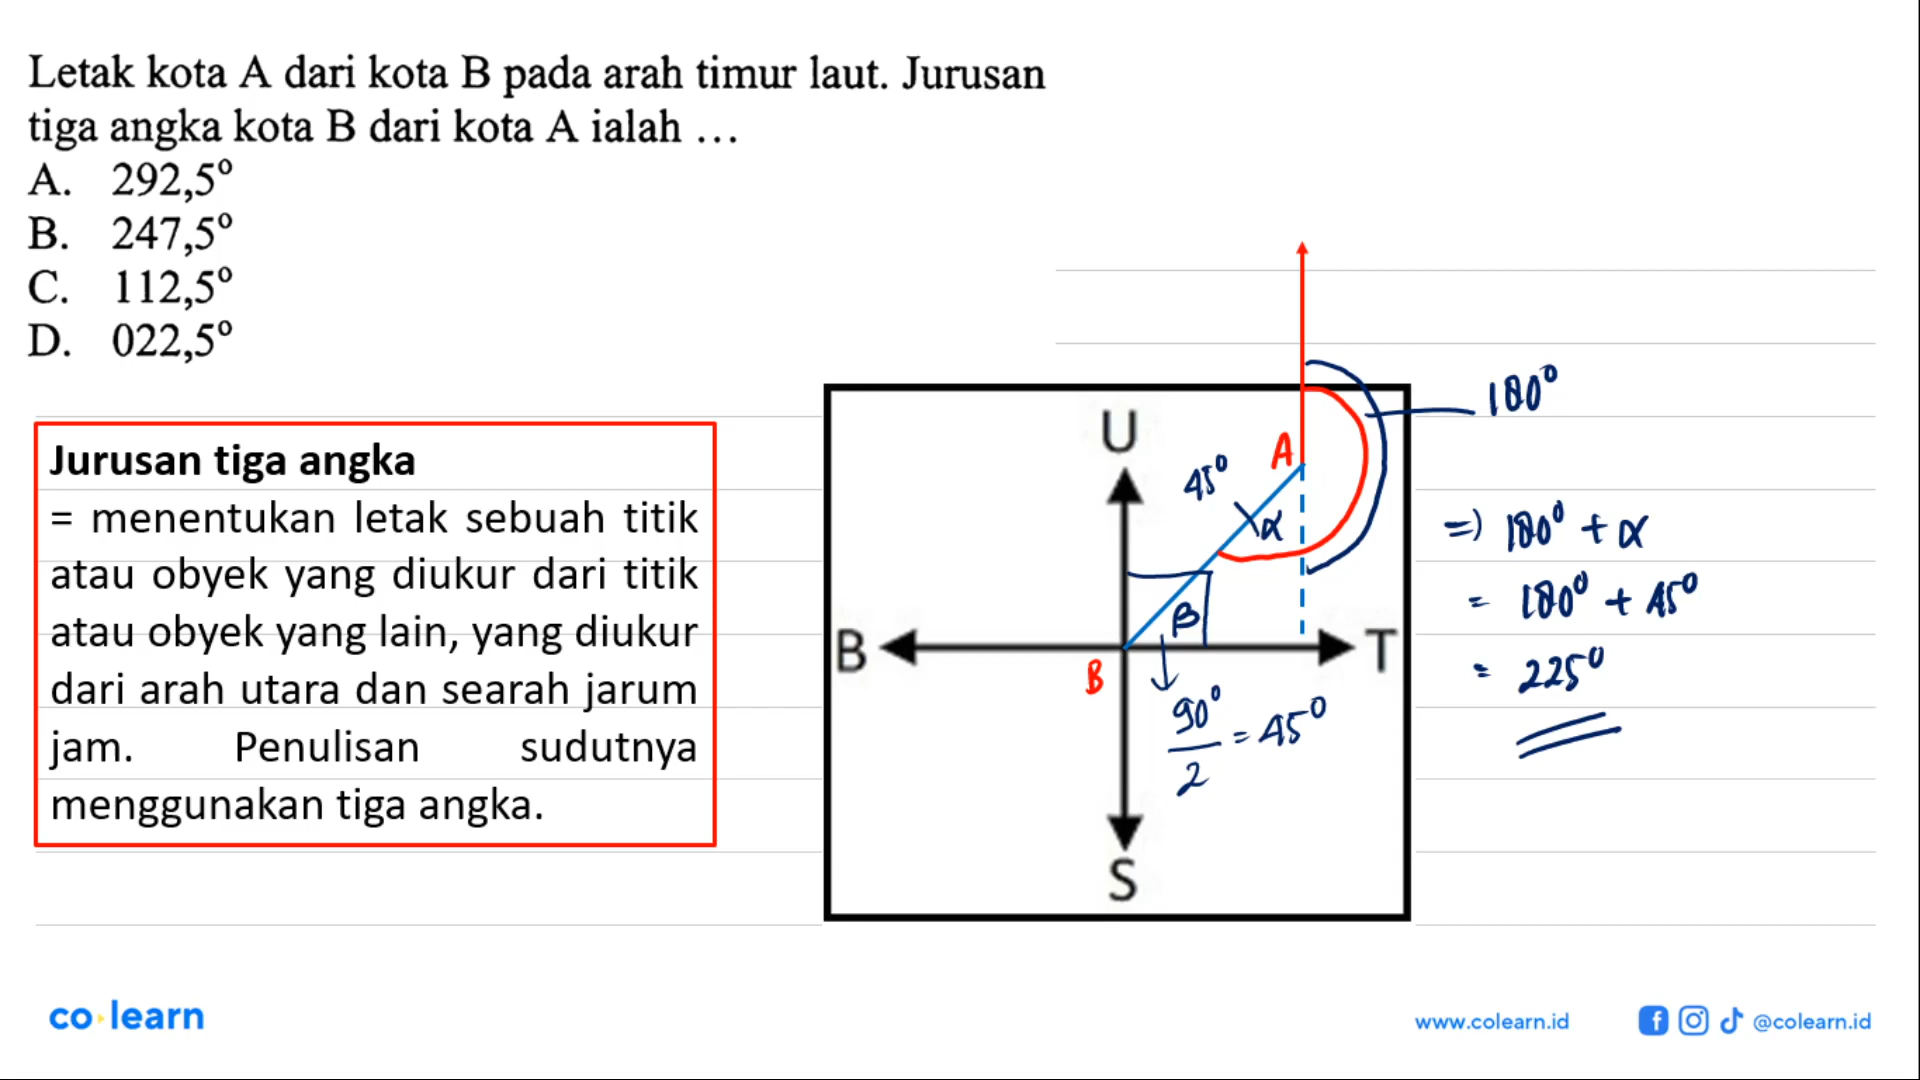 Letak kota A dari kota B pada arah timur laut. Jurusan
tiga angka kota B dari kota A ialah ...
A. 292,5°
B. 247,5°
C. 112,5°
D. 022,5°
Jurusan tiga angka
= menentukan letak sebuah titik
atau obyek yang diukur dari titik
atau obyek yang lain, yang diukur
dari arah utara dan searah jarum
jam. Penulisan sudutnya
menggunakan tiga angka.
U
A
45°
α
β
B
T
B
90°/2 = 45°
S
180°
=) 180° + α
= 180° + 45°
= 225°
co learn
www.colearn.id
@colearn.id